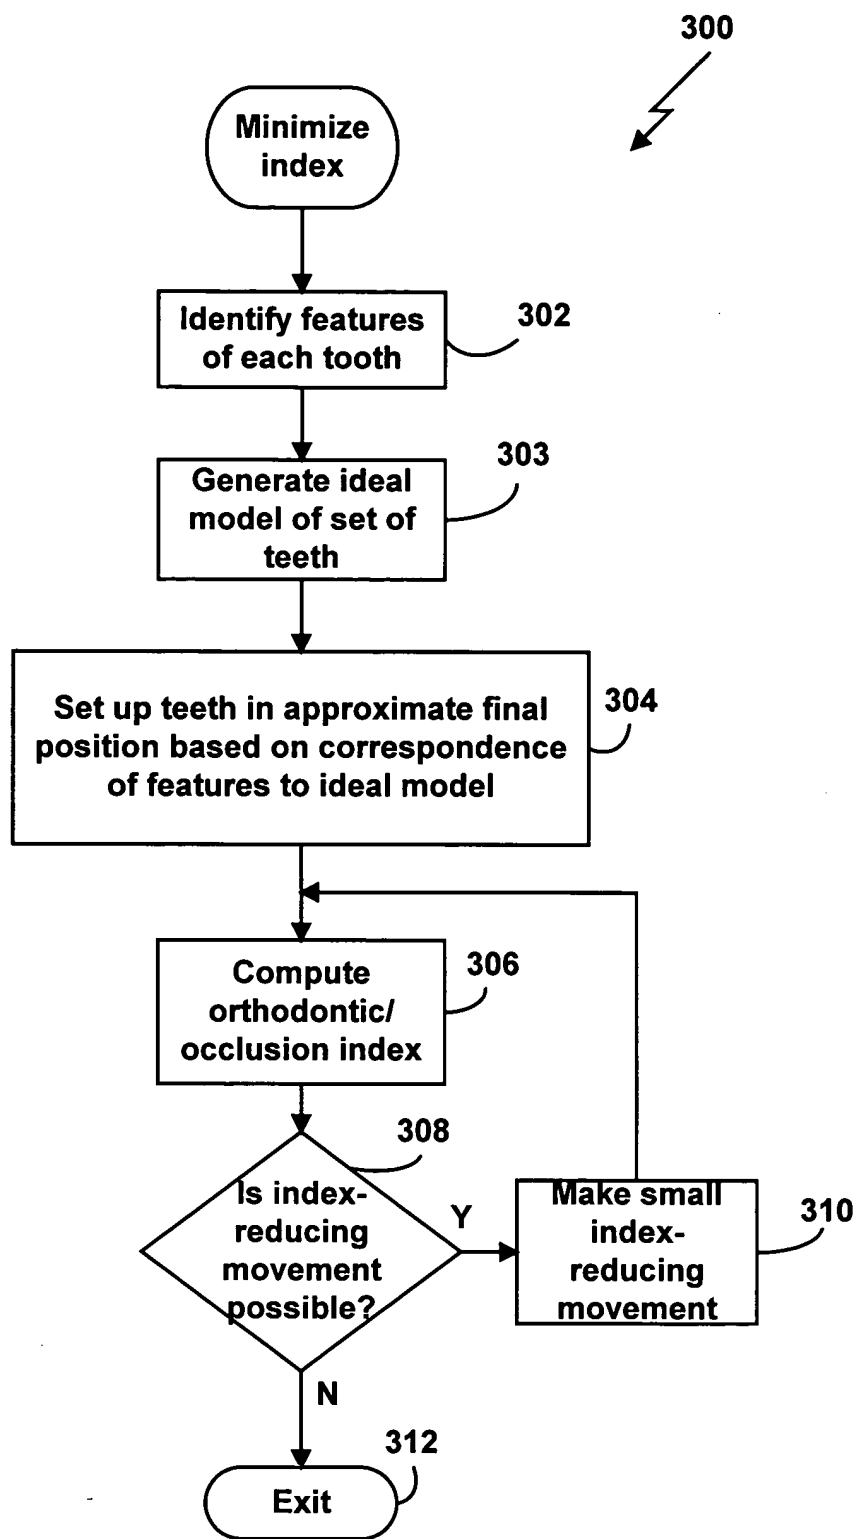 300
Minimize
index
Identify features
of each tooth
302
Generate ideal
model of set of
teeth
303
Set up teeth in approximate final
position based on correspondence
of features to ideal model
304
Compute
orthodontic/
occlusion index
306
Is index-
reducing
movement
possible?
308
Y
Make small
index-
reducing
movement
310
N
Exit
312